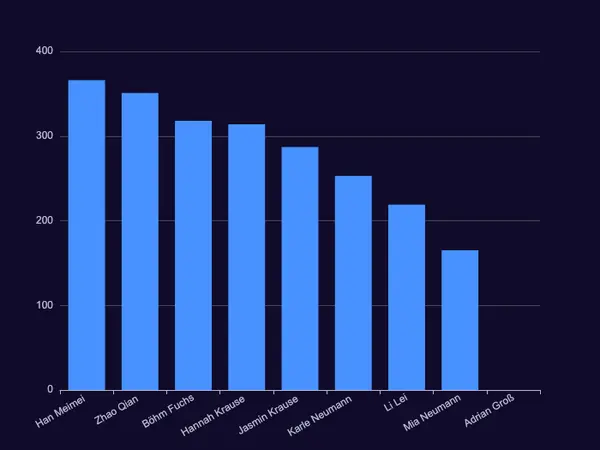 400
300
200
100
0
Han Meimei
Zhao Qian
Böhm Fuchs
Hannah Krause
Jasmin Krause
Karle Neumann
Li Lei
Mia Neumann
Adrian Groß